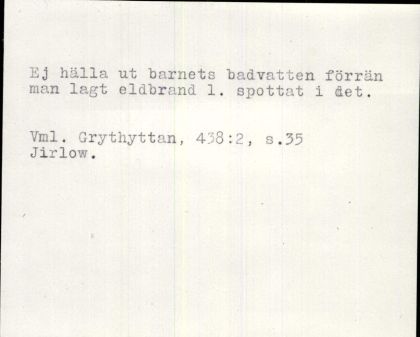 Ej hälla ut barnets badvatten förrän
man lagt eldbrand l. spottat i det.
Vml. Grythyttan, 438:2, s.35
Jirlow.